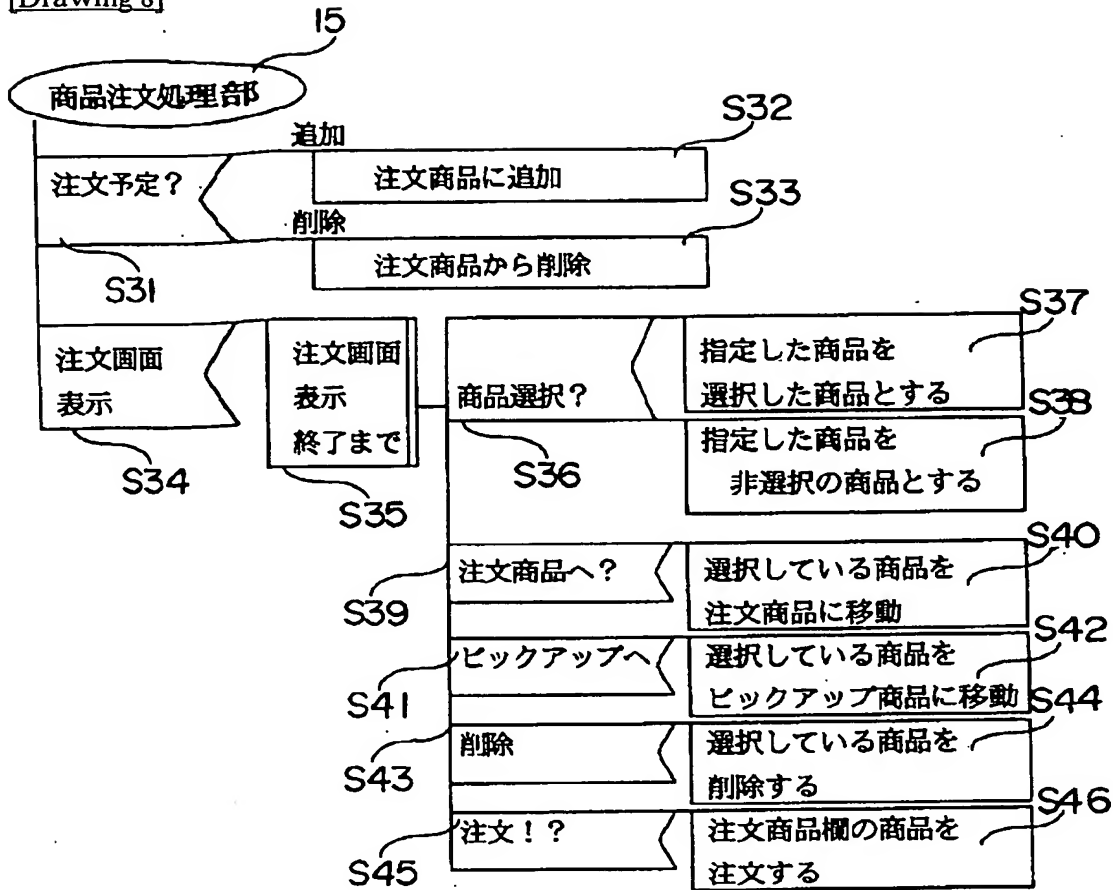 [Drawing 8]
15
商品注文処理部
追加
S32
注文予定?
注文商品に追加
S33
削除
注文商品から削除
S31
S37
注文画面
表示
注文画面
表示
終了まで
商品選択?
指定した商品を
選択した商品とする
S38
指定した商品を
非選択の商品とする
S34
S35
S36
S40
注文商品へ?
選択している商品を
注文商品に移動
S39
S42
ピックアップへ
選択している商品を
ピックアップ商品に移動
S41
S44
削除
選択している商品を
削除する
S43
S46
注文!?
注文商品欄の商品を
注文する
S45